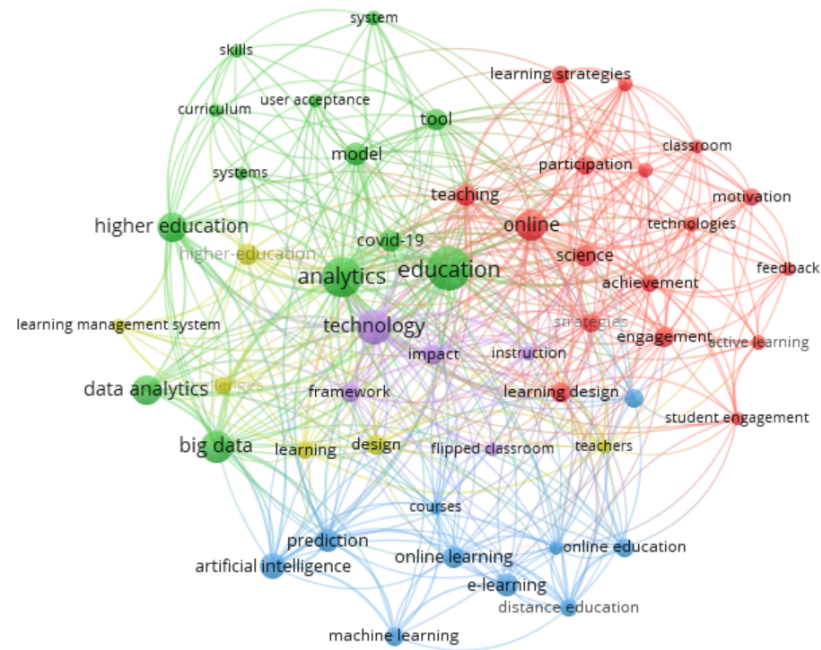 system
skills
learning strategies
user acceptance
curriculum
tool
classroom
model
participation
systems
teaching
motivation
higher education
online
technologies
covid-19
higher-education
science
analytics
education
feedback
achievement
learning management system
technology
strategies
engagement
active learning
impact
instruction
data analytics
framework
learning design
student engagement
big data
learning
design
flipped classroom
teachers
courses
prediction
online education
artificial intelligence
online learning
e-learning
distance education
machine learning